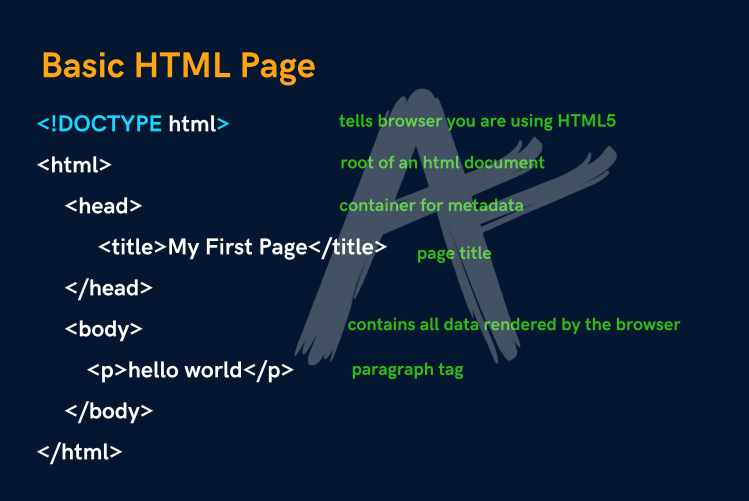 Basic HTML Page
<!DOCTYPE html> tells browser you are using HTML5
<html> root of an html document
<head> container for metadata
<title>My First Page</title> page title
</head>
<body> contains all data rendered by the browser
<p>hello world</p> paragraph tag
</body>
</html>